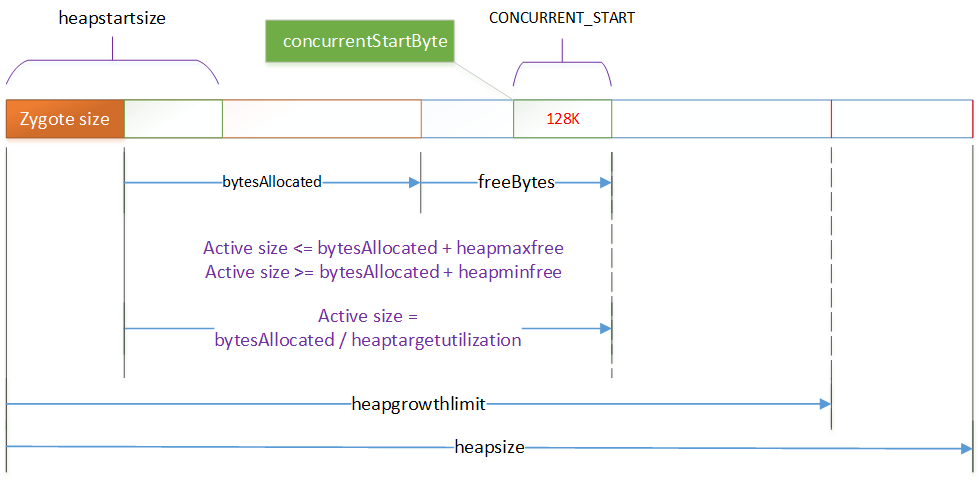 heapstartsize
CONCURRENT_START
concurrentStartByte
Zygote size
128K
bytesAllocated
freeBytes
Active size <= bytesAllocated + heapmaxfree
Active size >= bytesAllocated + heapminfree
Active size =
bytesAllocated / heaptargetutilization
heapgrowthlimit
heapsize